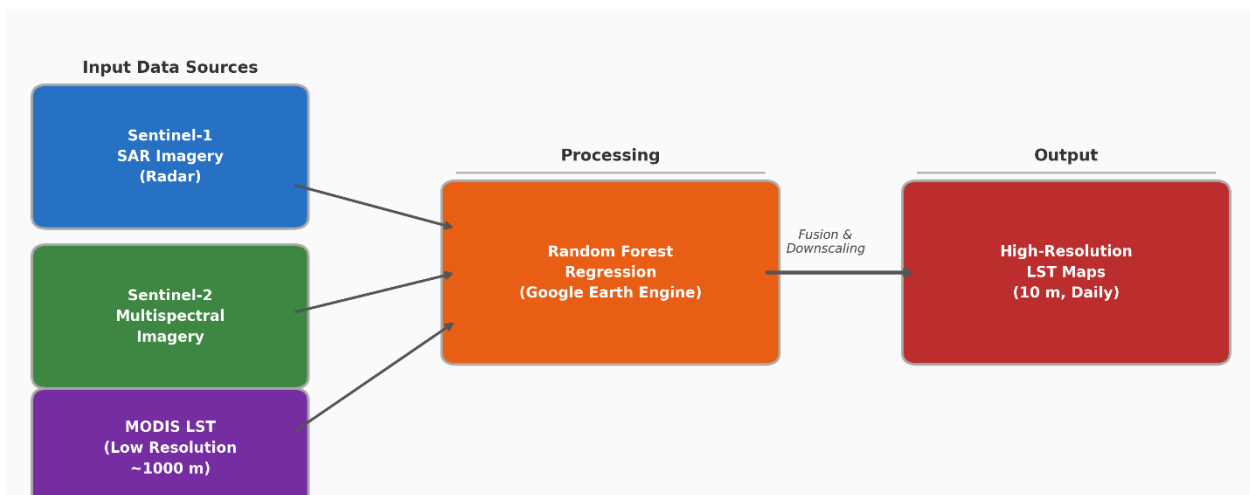 Input Data Sources
Sentinel-1
SAR Imagery
(Radar)
Sentinel-2
Multispectral
Imagery
MODIS LST
(Low Resolution
~1000 m)
Processing
Random Forest
Regression
(Google Earth Engine)
Fusion &
Downscaling
Output
High-Resolution
LST Maps
(10 m, Daily)